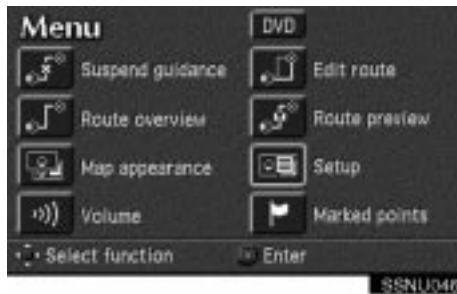 Menu DVD
Suspend guidance Edit route
Route overview Route preview
Map appearance Setup
Volume Marked points
Select function Enter
SSNU046